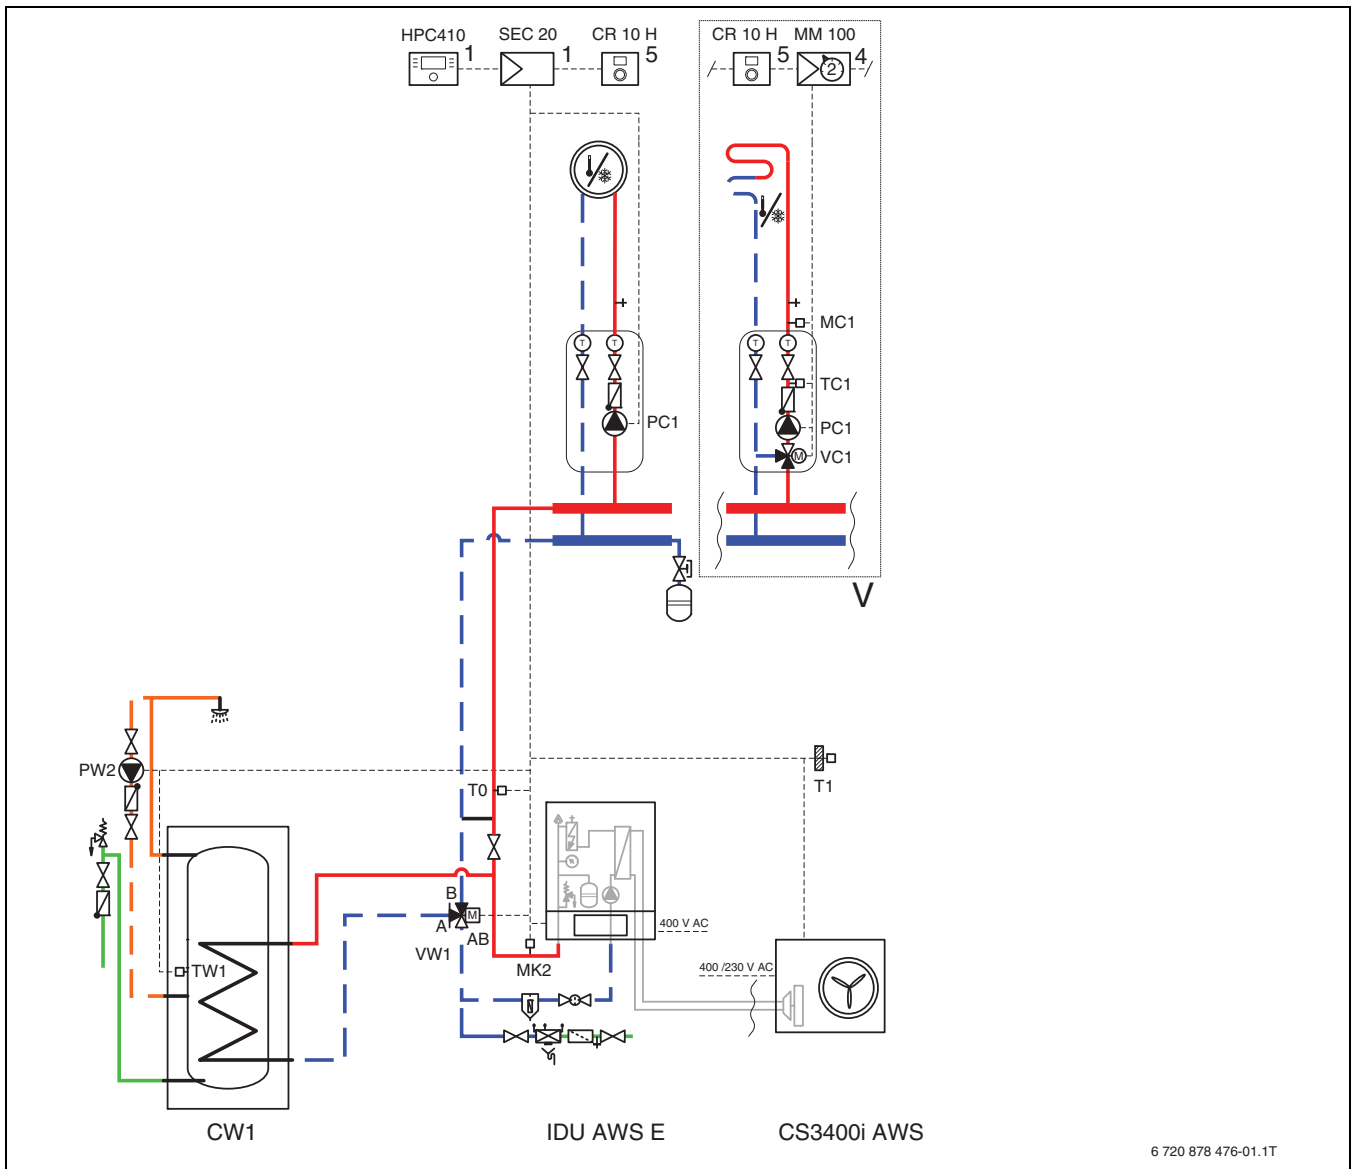 HPC410 SEC 20 CR 10 H CR 10 H MM 100
1 1 5 5 2 4
MC1
T T T T
TC1
PC1 PC1
M VC1
V
PW2
T0 T1
B
A M
AB
VW1
400 V AC
TW1 MK2
400 /230 V AC
CW1 IDU AWS E CS3400i AWS
6 720 878 476-01.1T